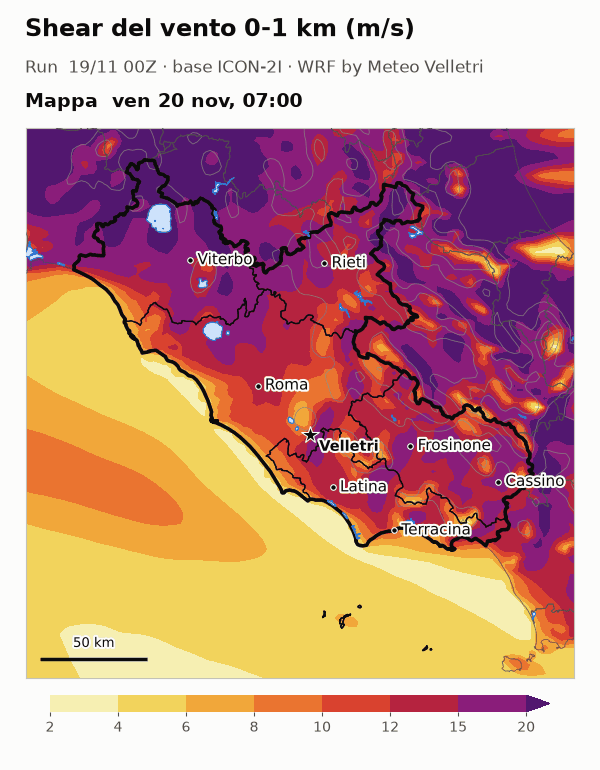 Shear del vento 0-1 km (m/s)
Run  19/11 00Z · base ICON-2I · WRF by Meteo Velletri
Mappa  ven 20 nov, 07:00
Viterbo
Rieti
Roma
Velletri
Frosinone
Cassino
Latina
Terracina
50 km
2 4 6 8 10 12 15 20